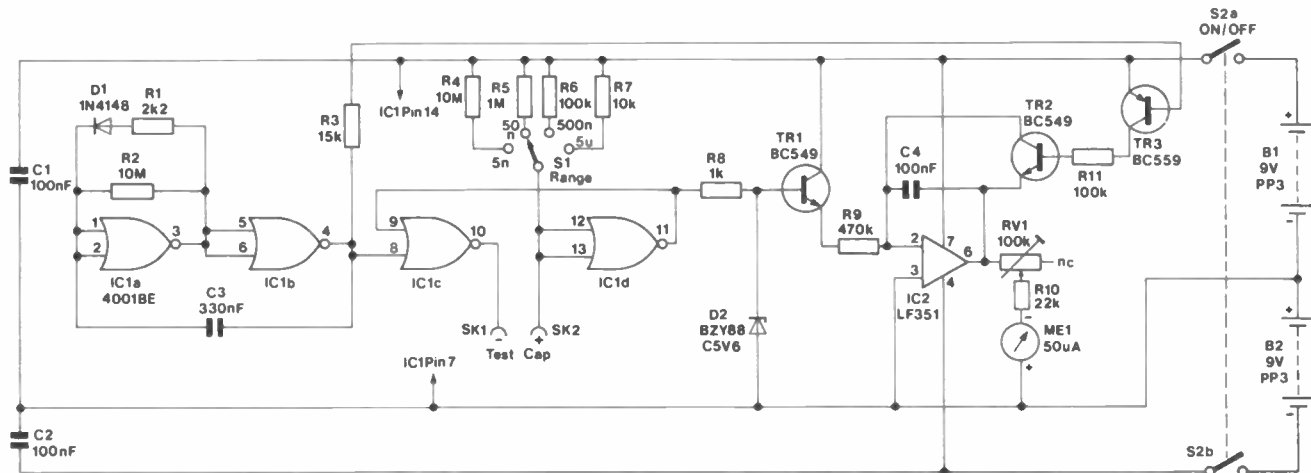 S2a
ON/OFF
D1
1N4148
R1
2k2
R2
10M
C1
100nF
1
2
3
IC1a
4001BE
C3
330nF
5
6
4
IC1b
R3
15k
IC1Pin14
R4
10M
R5
1M
R6
100k
R7
10k
50
n
500n
5n
5u
S1
Range
9
8
10
IC1c
12
13
11
IC1d
SK1
-
Test
SK2
+
Cap
IC1Pin7
R8
1k
D2
BZY88
C5V6
TR1
BC549
R9
470k
C4
100nF
TR2
BC549
R11
100k
TR3
BC559
2
3
7
6
4
IC2
LF351
RV1
100k
nc
R10
22k
-
ME1
50uA
+
+
B1
9V
PP3
-
+
B2
9V
PP3
-
C2
100nF
S2b